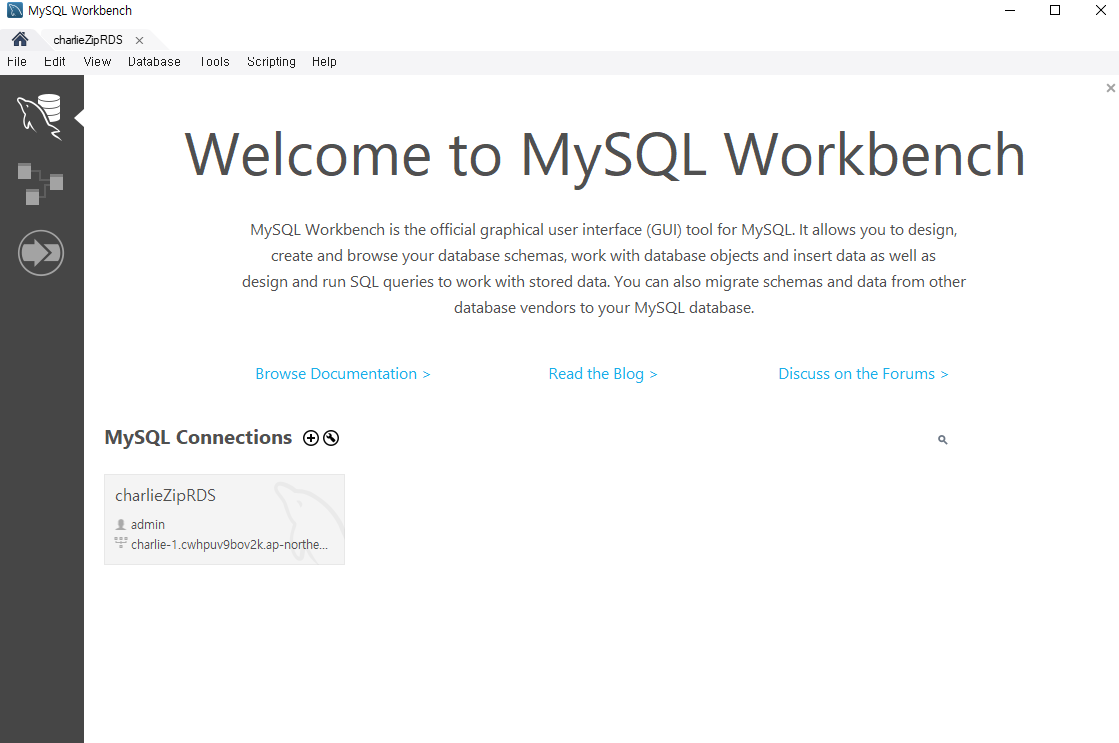 MySQL Workbench
charlieZipRDS
File Edit View Database Tools Scripting Help
Welcome to MySQL Workbench
MySQL Workbench is the official graphical user interface (GUI) tool for MySQL. It allows you to design,
create and browse your database schemas, work with database objects and insert data as well as
design and run SQL queries to work with stored data. You can also migrate schemas and data from other
database vendors to your MySQL database.
Browse Documentation > Read the Blog > Discuss on the Forums >
MySQL Connections
charlieZipRDS
admin
charlie-1.cwhpuv9bov2k.ap-northe...